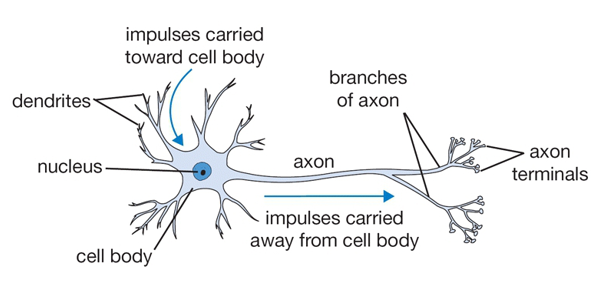 impulses carried
toward cell body
dendrites
branches
of axon
nucleus
axon
axon
terminals
impulses carried
away from cell body
cell body